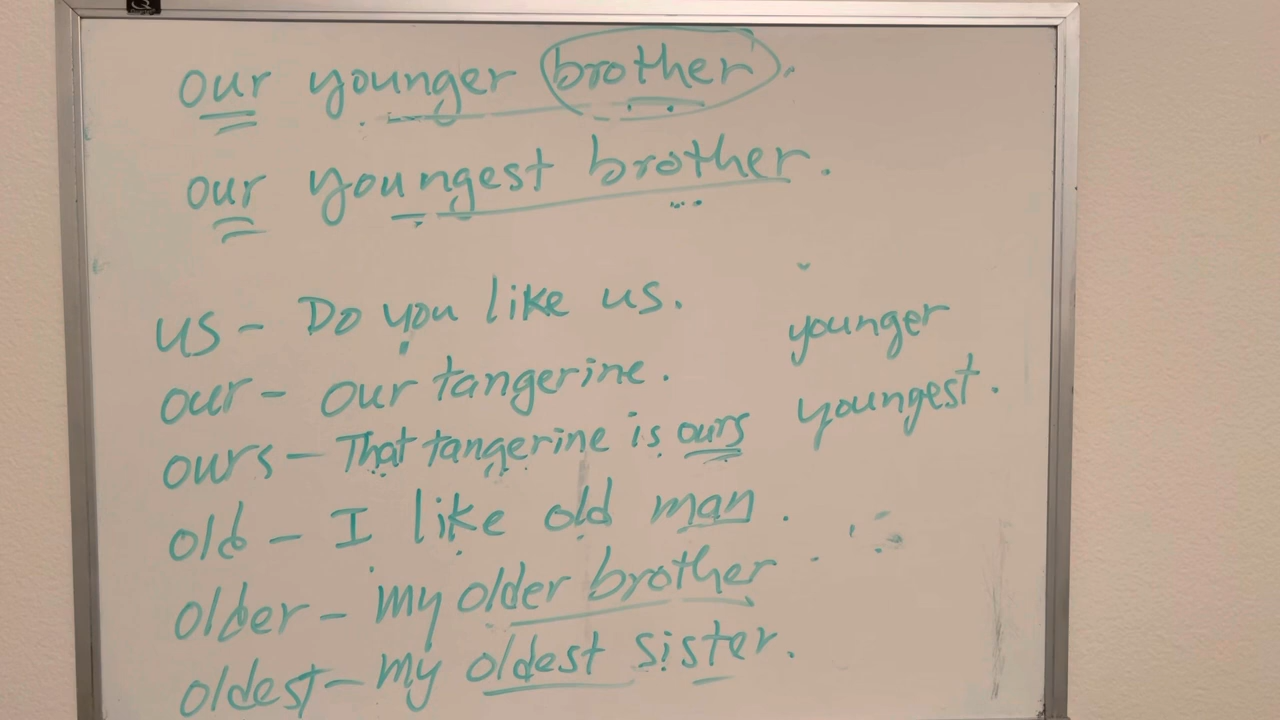 our younger brother.
our youngest brother.
us - Do you like us.
our - our tangerine.
ours - That tangerine is ours
old - I like old man.
older - my older brother.
oldest - my oldest sister.
younger
youngest.